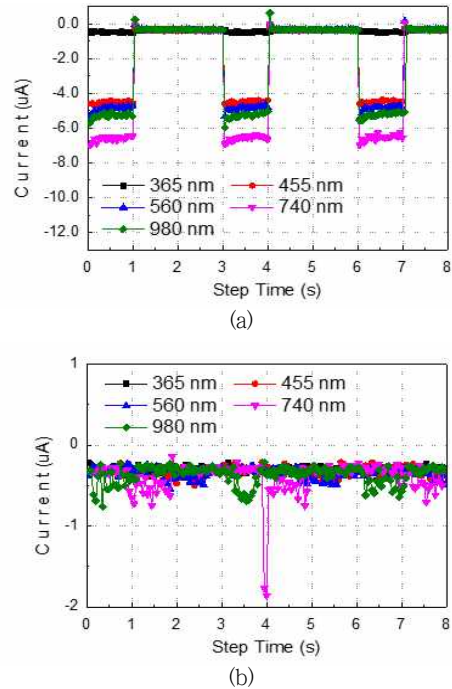 0.0
-2.0
-4.0
-6.0
-8.0
-10.0
-12.0
Current (uA)
365 nm 455 nm
560 nm 740 nm
980 nm
0 1 2 3 4 5 6 7 8
Step Time (s)
(a)
1
0
-1
-2
Current (uA)
365 nm 455 nm
560 nm 740 nm
980 nm
0 1 2 3 4 5 6 7 8
Step Time (s)
(b)